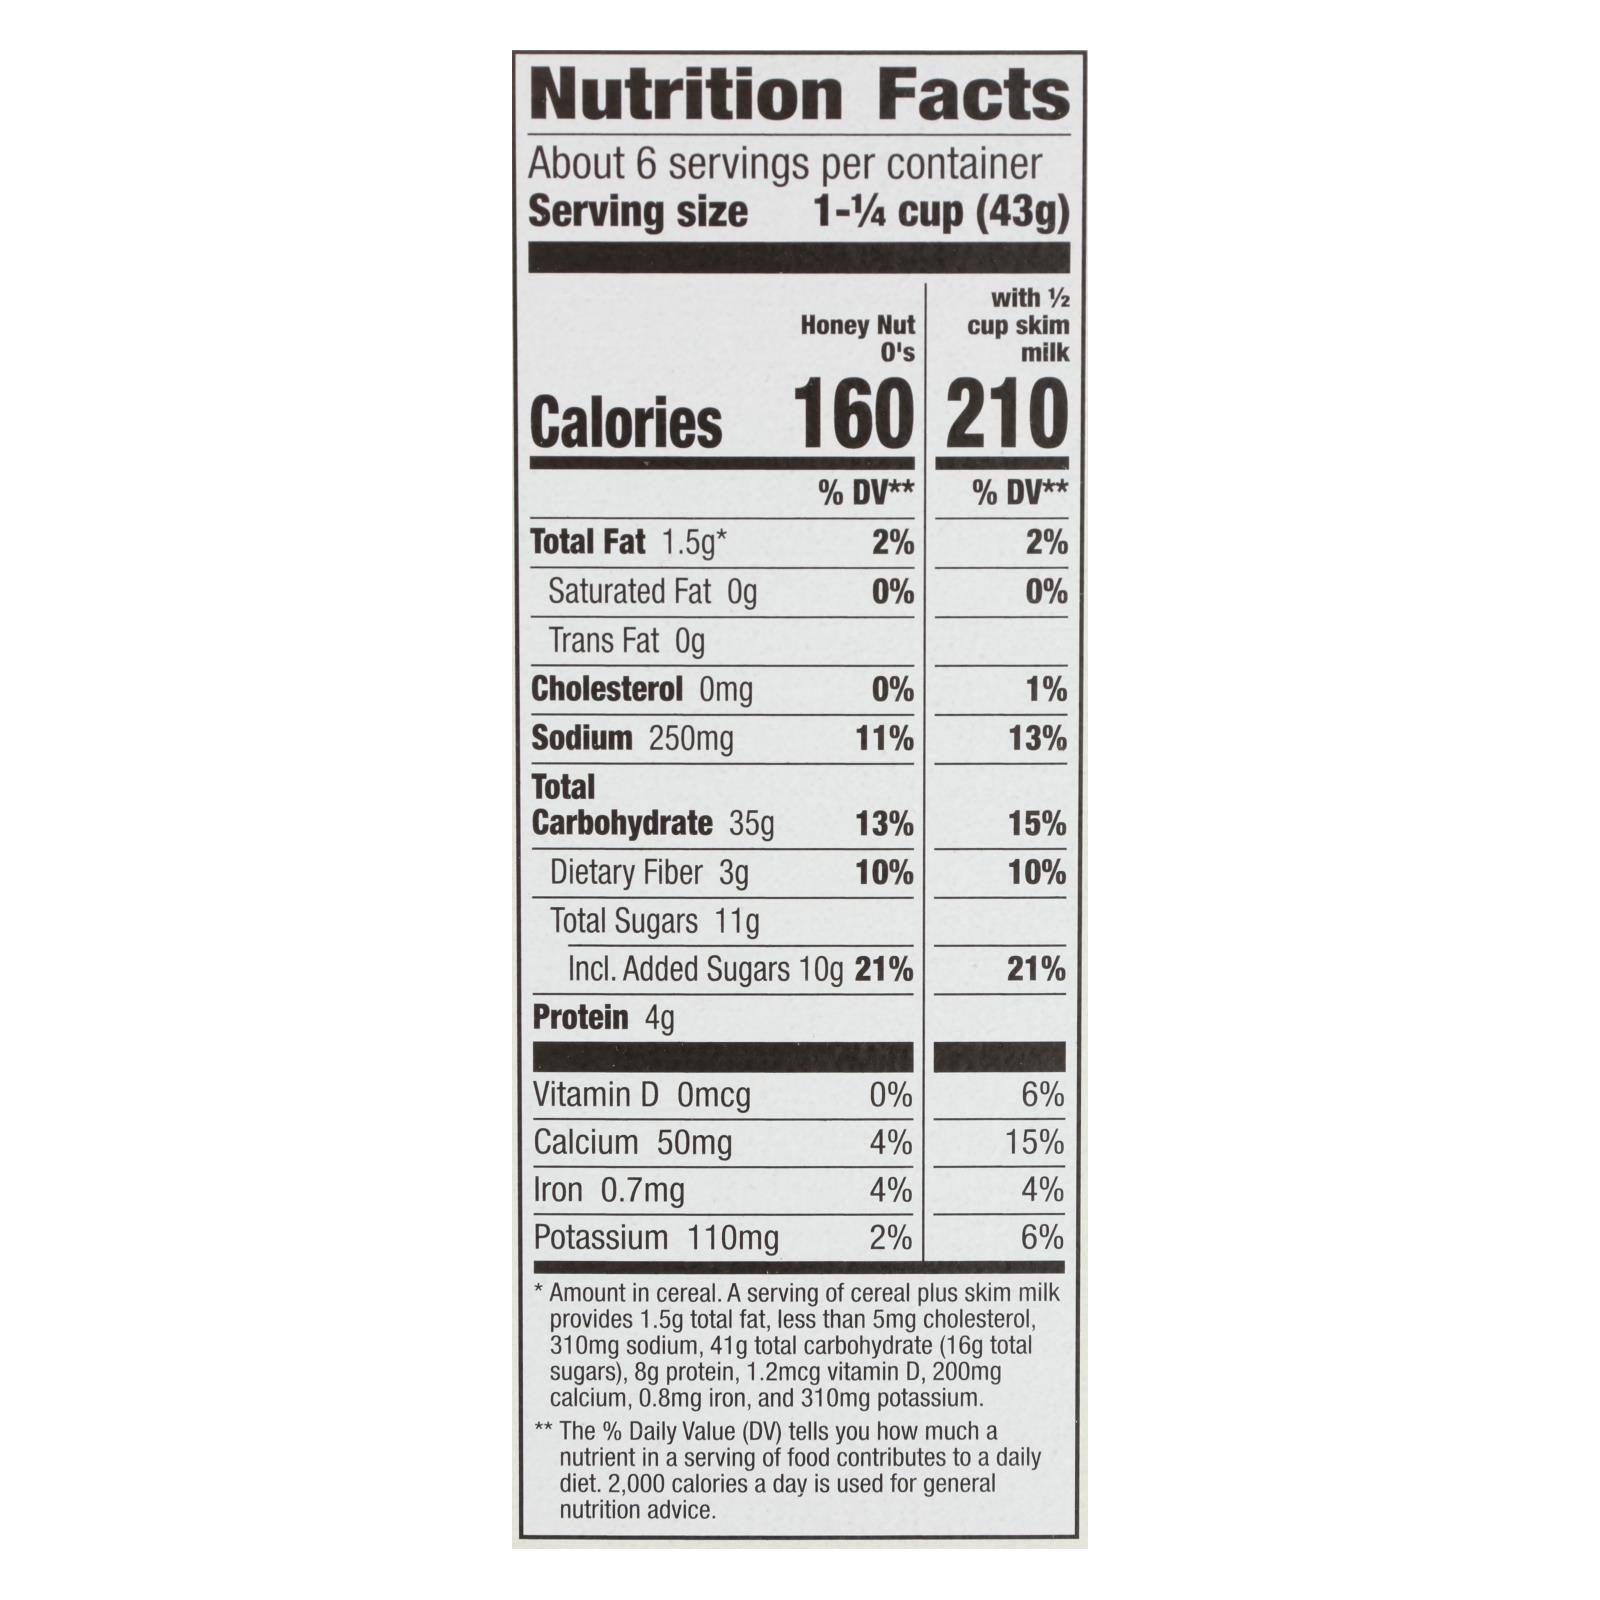 Nutrition Facts
About 6 servings per container
Serving size 1-¼ cup (43g)
Honey Nut
O's
with ½
cup skim
milk
Calories 160 210
% DV** % DV**
Total Fat 1.5g* 2% 2%
Saturated Fat 0g 0% 0%
Trans Fat 0g
Cholesterol 0mg 0% 1%
Sodium 250mg 11% 13%
Total
Carbohydrate 35g 13% 15%
Dietary Fiber 3g 10% 10%
Total Sugars 11g
Incl. Added Sugars 10g 21% 21%
Protein 4g
Vitamin D 0mcg 0% 6%
Calcium 50mg 4% 15%
Iron 0.7mg 4% 4%
Potassium 110mg 2% 6%
* Amount in cereal. A serving of cereal plus skim milk
provides 1.5g total fat, less than 5mg cholesterol,
310mg sodium, 41g total carbohydrate (16g total
sugars), 8g protein, 1.2mcg vitamin D, 200mg
calcium, 0.8mg iron, and 310mg potassium.
** The % Daily Value (DV) tells you how much a
nutrient in a serving of food contributes to a daily
diet. 2,000 calories a day is used for general
nutrition advice.